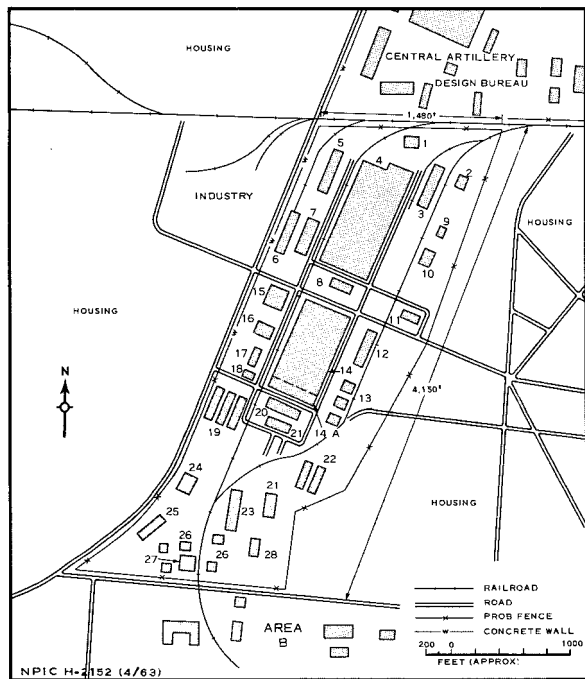 HOUSING
CENTRAL ARTILLERY
DESIGN BUREAU
1,480'
5
4
1
INDUSTRY
3
2
7
9
HOUSING
6
10
8
15
11
HOUSING
16
12
17
14
18
13
4,130'
N
19
20
21
14 A
22
24
21
23
25
HOUSING
26
27
26
28
RAILROAD
ROAD
PROB FENCE
CONCRETE WALL
AREA
B
200 0 1000
FEET (APPROX)
NPIC H-2152 (4/63)